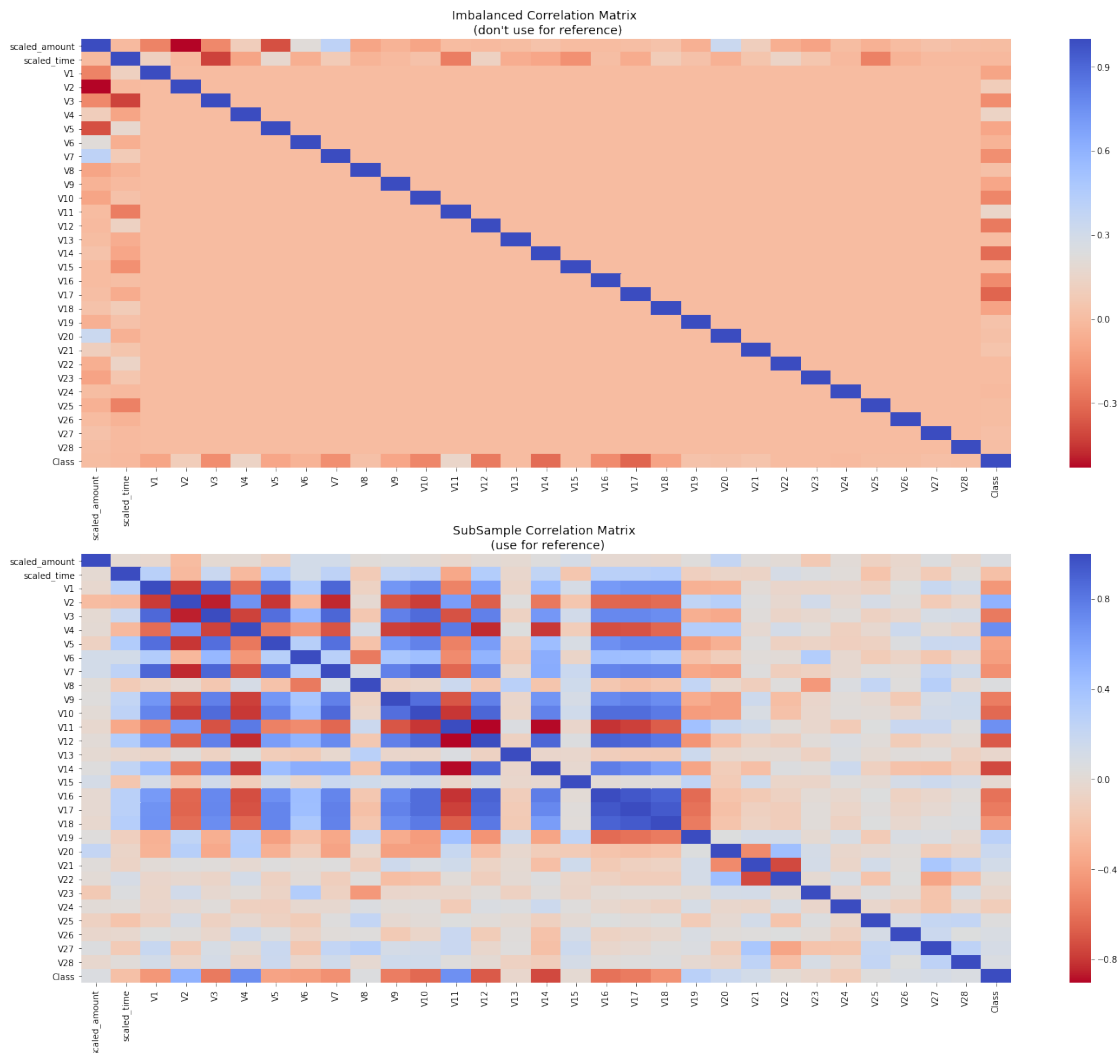 Imbalanced Correlation Matrix
(don't use for reference)
scaled_amount
scaled_time
V1
V2
V3
V4
V5
V6
V7
V8
V9
V10
V11
V12
V13
V14
V15
V16
V17
V18
V19
V20
V21
V22
V23
V24
V25
V26
V27
V28
Class
scaled_amount scaled_time V1 V2 V3 V4 V5 V6 V7 V8 V9 V10 V11 V12 V13 V14 V15 V16 V17 V18 V19 V20 V21 V22 V23 V24 V25 V26 V27 V28 Class
0.9
0.6
0.3
0.0
−0.3
SubSample Correlation Matrix
(use for reference)
scaled_amount
scaled_time
V1
V2
V3
V4
V5
V6
V7
V8
V9
V10
V11
V12
V13
V14
V15
V16
V17
V18
V19
V20
V21
V22
V23
V24
V25
V26
V27
V28
Class
scaled_amount scaled_time V1 V2 V3 V4 V5 V6 V7 V8 V9 V10 V11 V12 V13 V14 V15 V16 V17 V18 V19 V20 V21 V22 V23 V24 V25 V26 V27 V28 Class
0.8
0.4
0.0
−0.4
−0.8